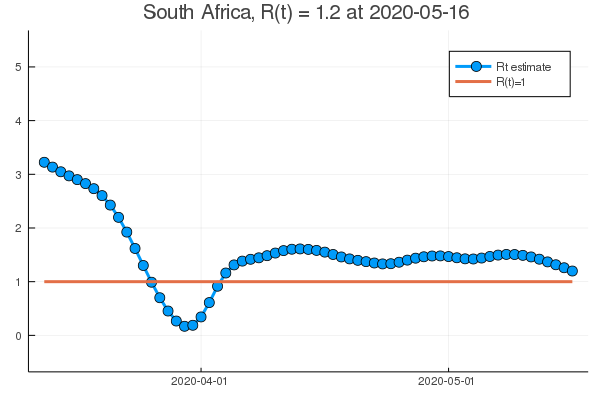 South Africa, R(t) = 1.2 at 2020-05-16
5
4
3
2
1
0
Rt estimate
R(t)=1
2020-04-01
2020-05-01